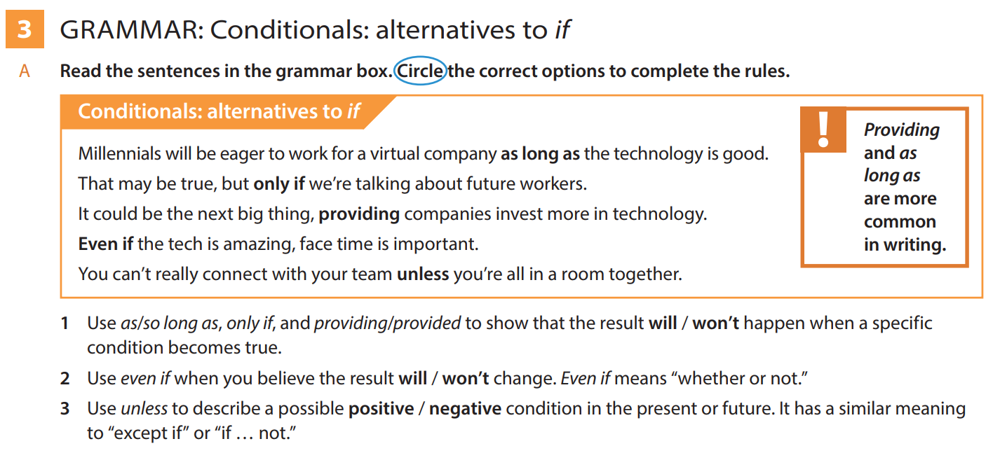 3 GRAMMAR: Conditionals: alternatives to if
A Read the sentences in the grammar box. Circle the correct options to complete the rules.
Conditionals: alternatives to if
Millennials will be eager to work for a virtual company as long as the technology is good.
That may be true, but only if we’re talking about future workers.
It could be the next big thing, providing companies invest more in technology.
Even if the tech is amazing, face time is important.
You can’t really connect with your team unless you’re all in a room together.
!
Providing
and as
long as
are more
common
in writing.
1 Use as/so long as, only if, and providing/provided to show that the result will / won’t happen when a specific
condition becomes true.
2 Use even if when you believe the result will / won’t change. Even if means “whether or not.”
3 Use unless to describe a possible positive / negative condition in the present or future. It has a similar meaning
to “except if” or “if … not.”